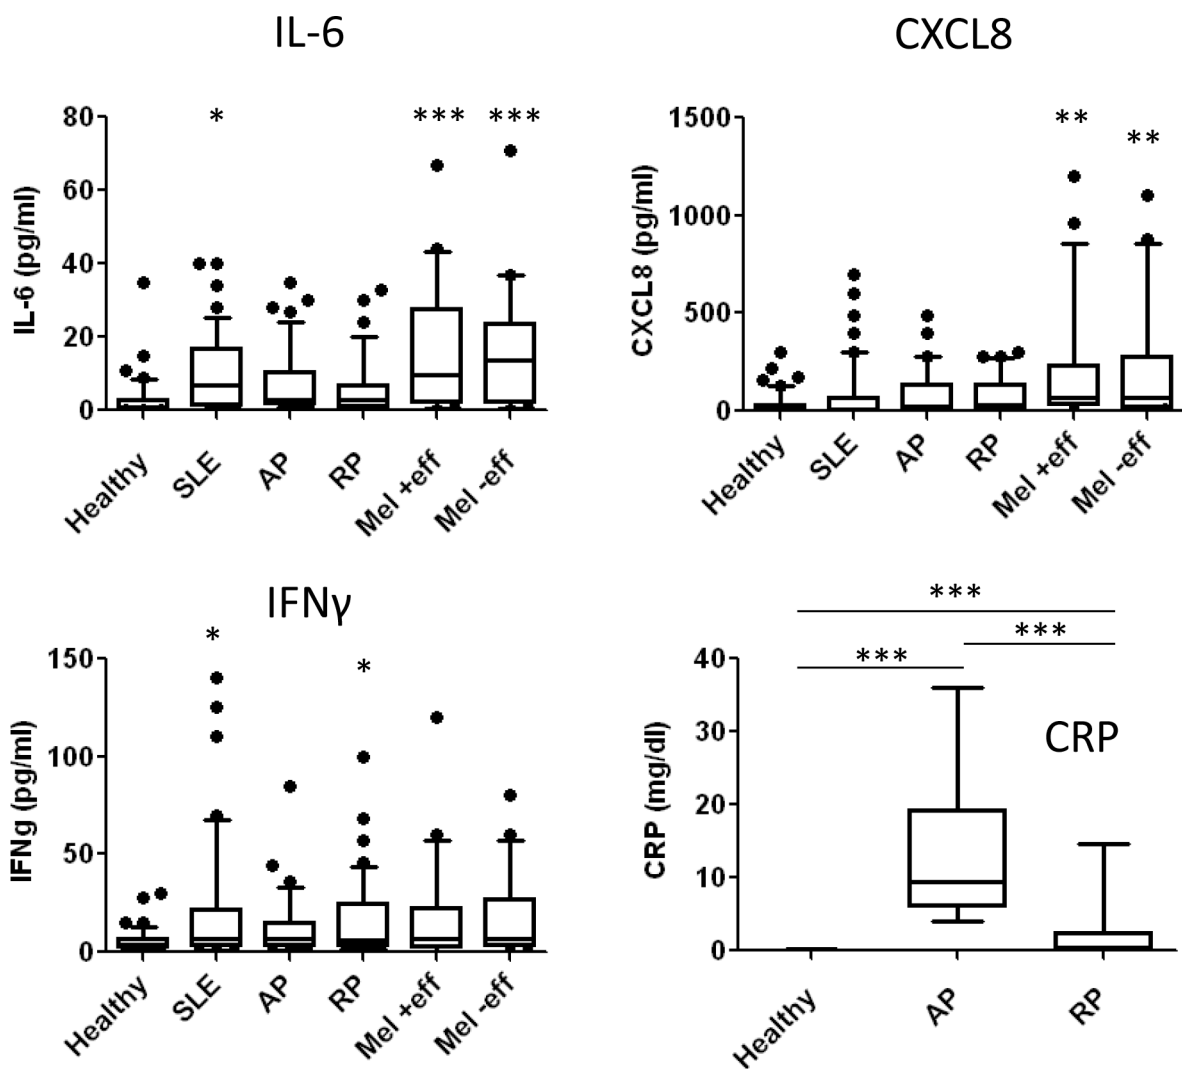 IL-6
IL-6 (pg/ml)
80
60
40
20
0
* *** ***
Healthy
SLE
AP
RP
Mel +eff
Mel -eff
CXCL8
CXCL8 (pg/ml)
1500
1000
500
0
** **
Healthy
SLE
AP
RP
Mel +eff
Mel -eff
IFNγ
IFNg (pg/ml)
150
100
50
0
* *
Healthy
SLE
AP
RP
Mel +eff
Mel -eff
CRP
CRP (mg/dl)
40
30
20
10
0
***
***
***
Healthy
AP
RP